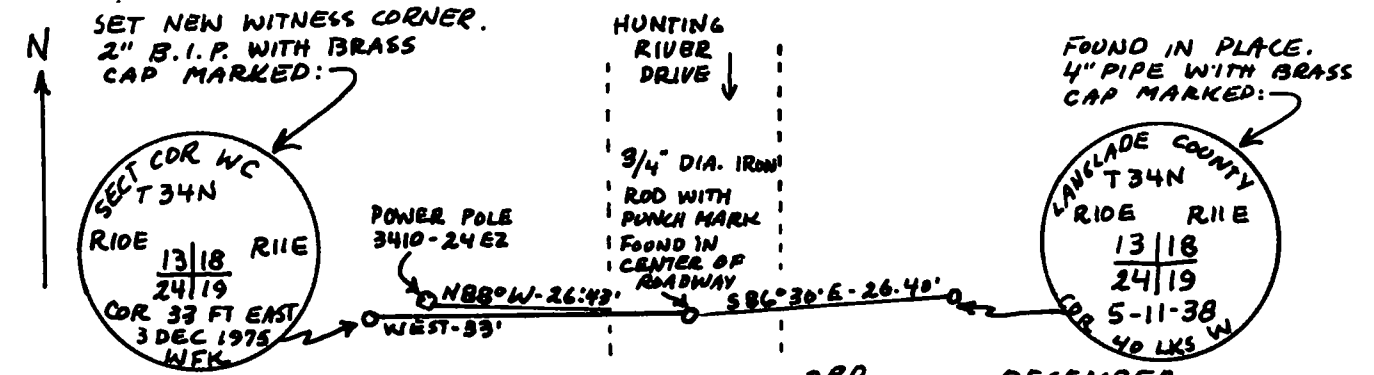 SET NEW WITNESS CORNER.
2" B.I.P. WITH BRASS
CAP MARKED:
N
SECT COR WC
T 34N
R10E R11E
13|18
24|19
COR 33 FT EAST
3 DEC 1975
WFK
POWER POLE
3410-24EZ
N88°W-26.43'
WEST-33'
HUNTING
RIVER
DRIVE
3/4" DIA. IRON
ROD WITH
PUNCH MARK
FOUND IN
CENTER OF
ROADWAY
S86°30'E-26.40'
FOUND IN PLACE.
4" PIPE WITH BRASS
CAP MARKED:
LANGLADE COUNTY
T 34N
R10E R11E
13|18
24|19
5-11-38
COR 40 LKS W
DECEMBER